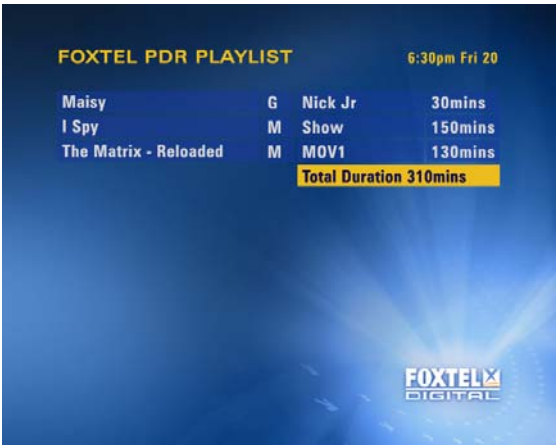 FOXTEL PDR PLAYLIST 6:30pm Fri 20
Maisy G Nick Jr 30mins
I Spy M Show 150mins
The Matrix - Reloaded M MOV1 130mins
Total Duration 310mins
FOXTEL
DIGITAL